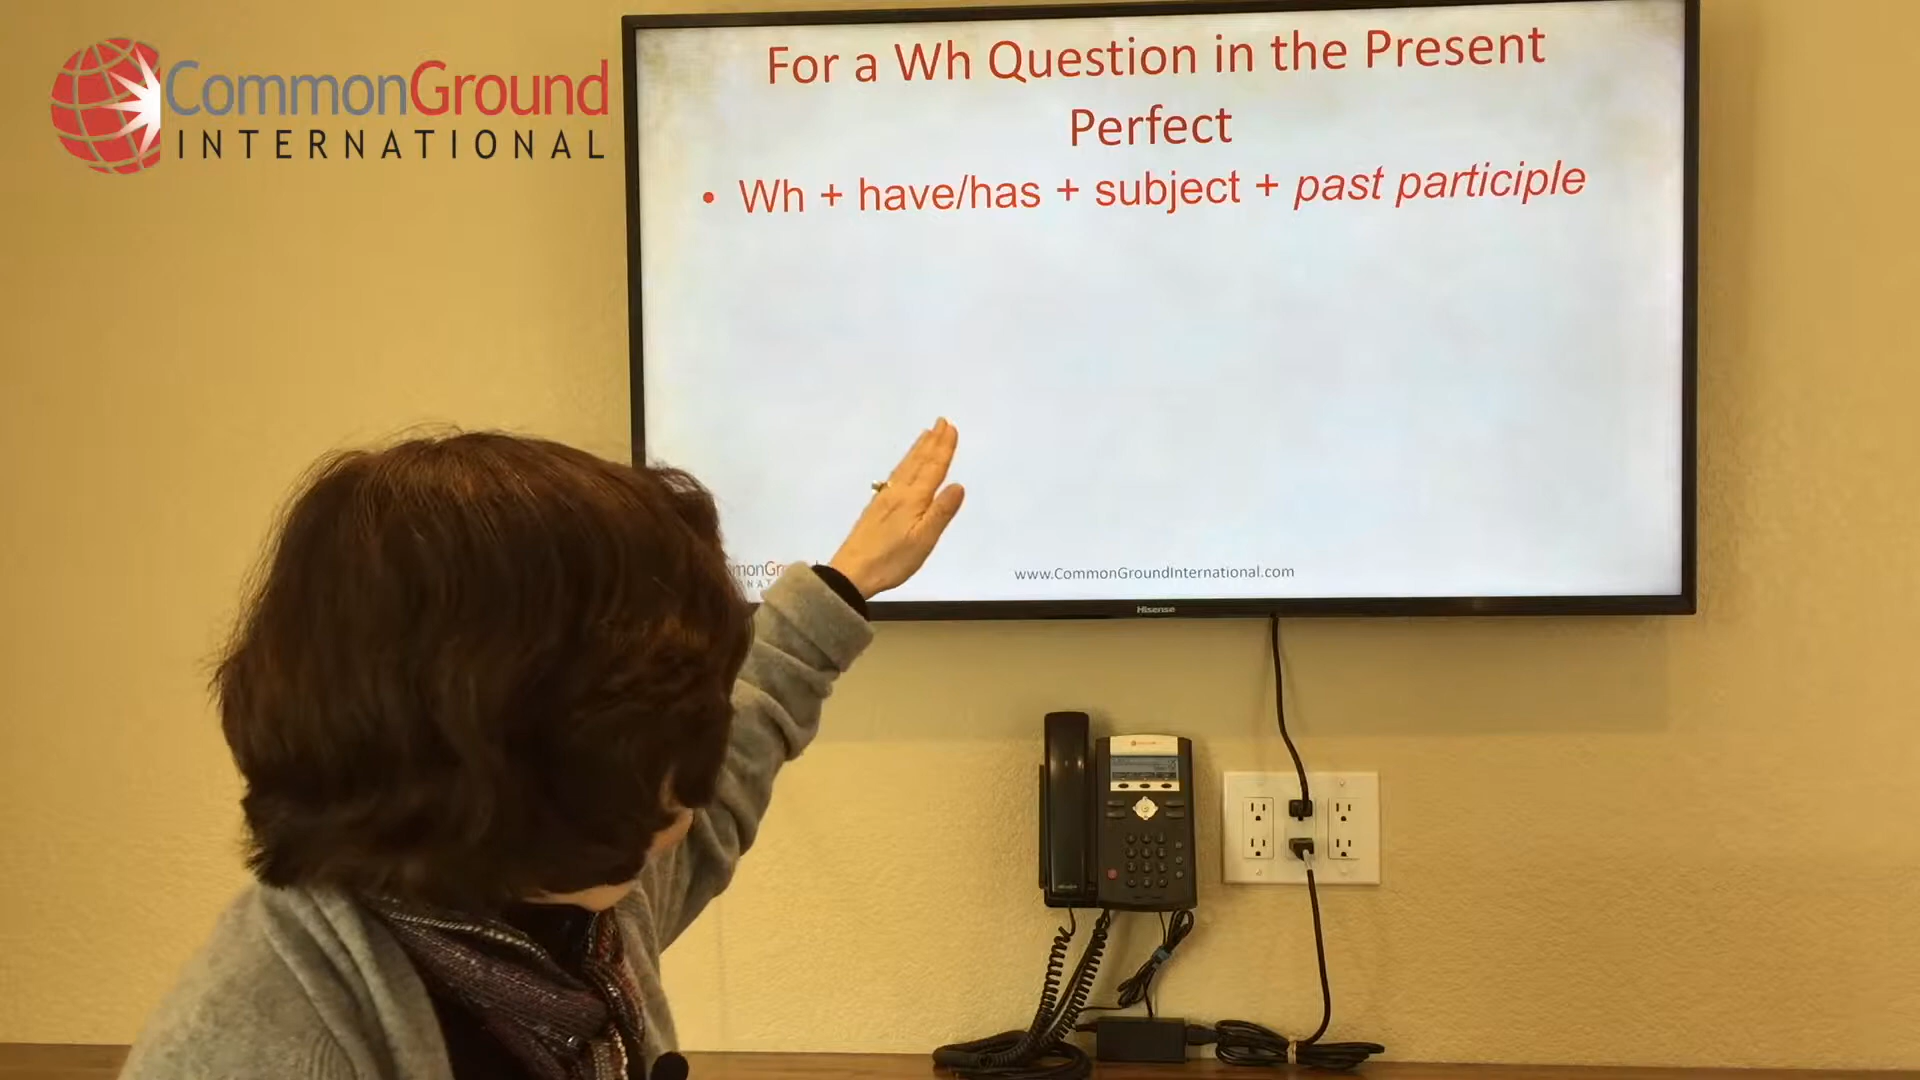 CommonGround
INTERNATIONAL
For a Wh Question in the Present
Perfect
• Wh + have/has + subject + past participle
www.CommonGroundInternational.com
Hisense